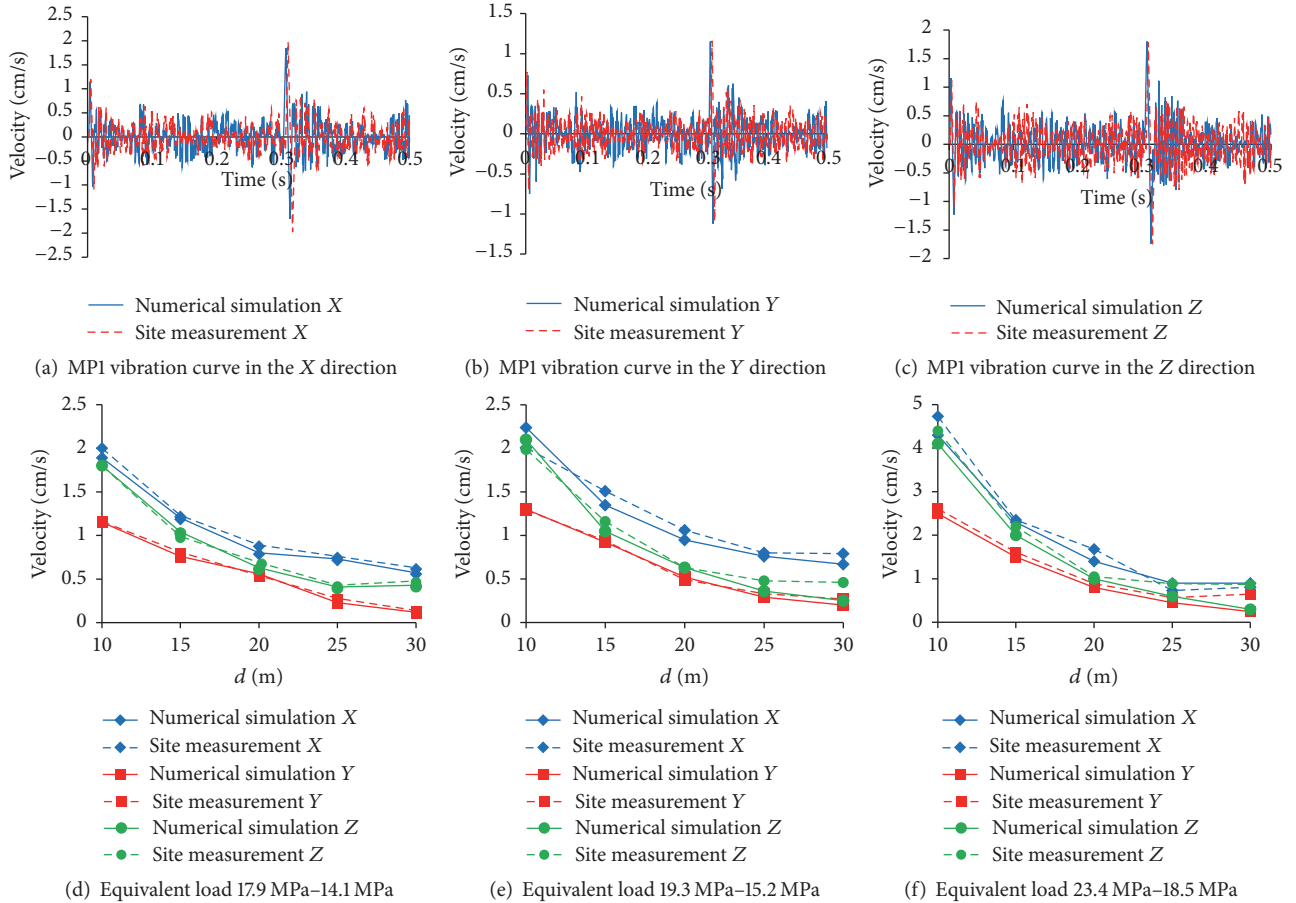 2.5
2
1.5
1
0.5
0
−0.5
−1
−1.5
−2
−2.5
Velocity (cm/s)
0 0.1 0.2 0.3 0.4 0.5
Time (s)
Numerical simulation X
Site measurement X
(a) MP1 vibration curve in the X direction
1.5
1
0.5
0
−0.5
−1
−1.5
Velocity (cm/s)
0 0.1 0.2 0.3 0.4 0.5
Time (s)
Numerical simulation Y
Site measurement Y
(b) MP1 vibration curve in the Y direction
2
1.5
1
0.5
0
−0.5
−1
−1.5
−2
Velocity (cm/s)
0 0.1 0.2 0.3 0.4 0.5
Time (s)
Numerical simulation Z
Site measurement Z
(c) MP1 vibration curve in the Z direction
2.5
2
1.5
1
0.5
0
Velocity (cm/s)
10 15 20 25 30
d (m)
Numerical simulation X
Site measurement X
Numerical simulation Y
Site measurement Y
Numerical simulation Z
Site measurement Z
(d) Equivalent load 17.9 MPa–14.1 MPa
2.5
2
1.5
1
0.5
0
Velocity (cm/s)
10 15 20 25 30
d (m)
Numerical simulation X
Site measurement X
Numerical simulation Y
Site measurement Y
Numerical simulation Z
Site measurement Z
(e) Equivalent load 19.3 MPa–15.2 MPa
5
4
3
2
1
0
Velocity (cm/s)
10 15 20 25 30
d (m)
Numerical simulation X
Site measurement X
Numerical simulation Y
Site measurement Y
Numerical simulation Z
Site measurement Z
(f) Equivalent load 23.4 MPa–18.5 MPa